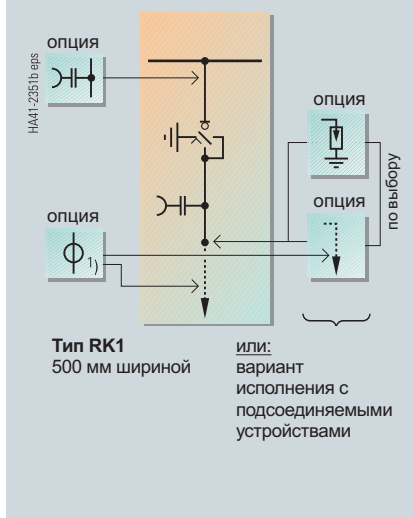 опция
HA41-2351b eps
опция
опция
опция
по выбору
1)
Тип RK1
500 мм шириной
или:
вариант
исполнения с
подсоединяемыми
устройствами